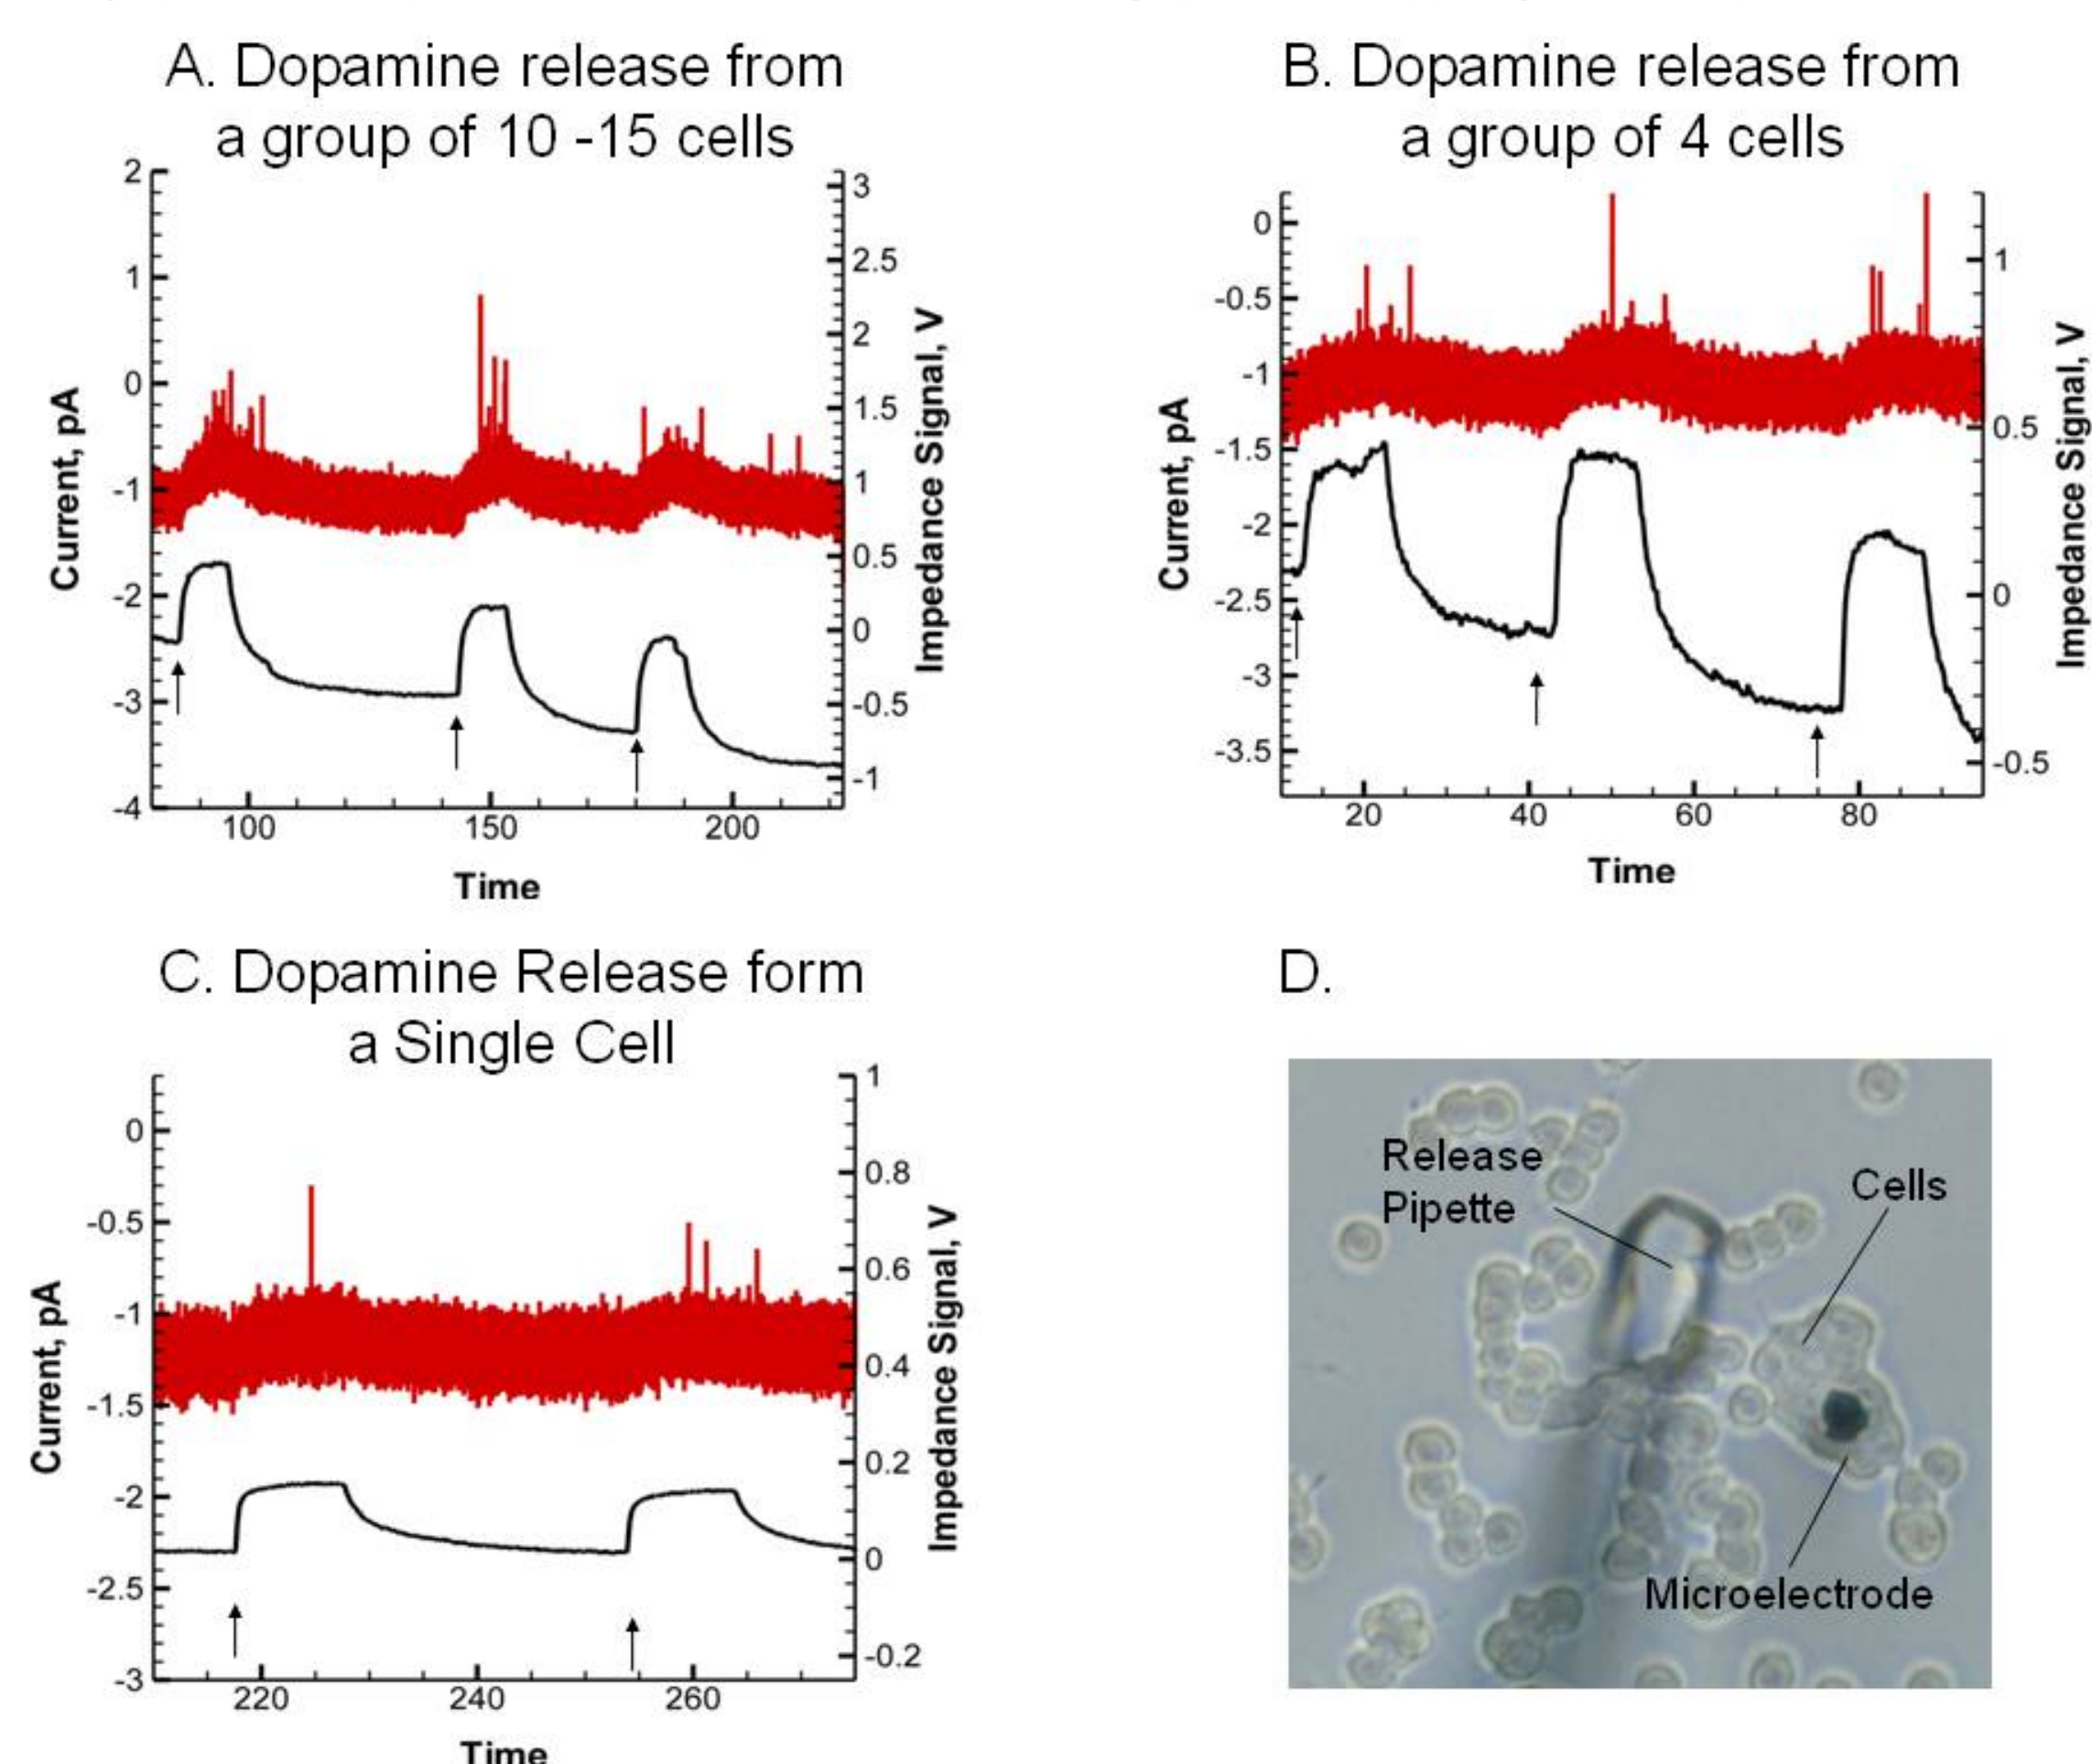 A. Dopamine release from
a group of 10 -15 cells
2
1
0
-1
-2
-3
-4
Current, pA
3
2.5
2
1.5
1
0.5
0
-0.5
-1
Impedance Signal, V
100 150 200
Time
B. Dopamine release from
a group of 4 cells
0
-0.5
-1
-1.5
-2
-2.5
-3
-3.5
Current, pA
1
0.5
0
-0.5
Impedance Signal, V
20 40 60 80
Time
C. Dopamine Release form
a Single Cell
0
-0.5
-1
-1.5
-2
-2.5
-3
Current, pA
1
0.8
0.6
0.4
0.2
0
-0.2
Impedance Signal, V
220 240 260
Time
D.
Release
Pipette
Cells
Microelectrode